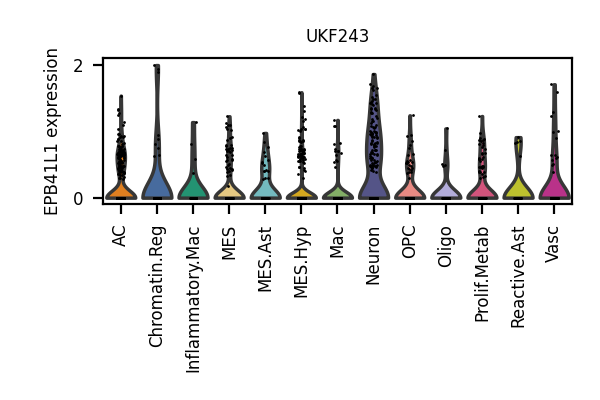 UKF243
EPB41L1 expression
2
0
AC
Chromatin.Reg
Inflammatory.Mac
MES
MES.Ast
MES.Hyp
Mac
Neuron
OPC
Oligo
Prolif.Metab
Reactive.Ast
Vasc